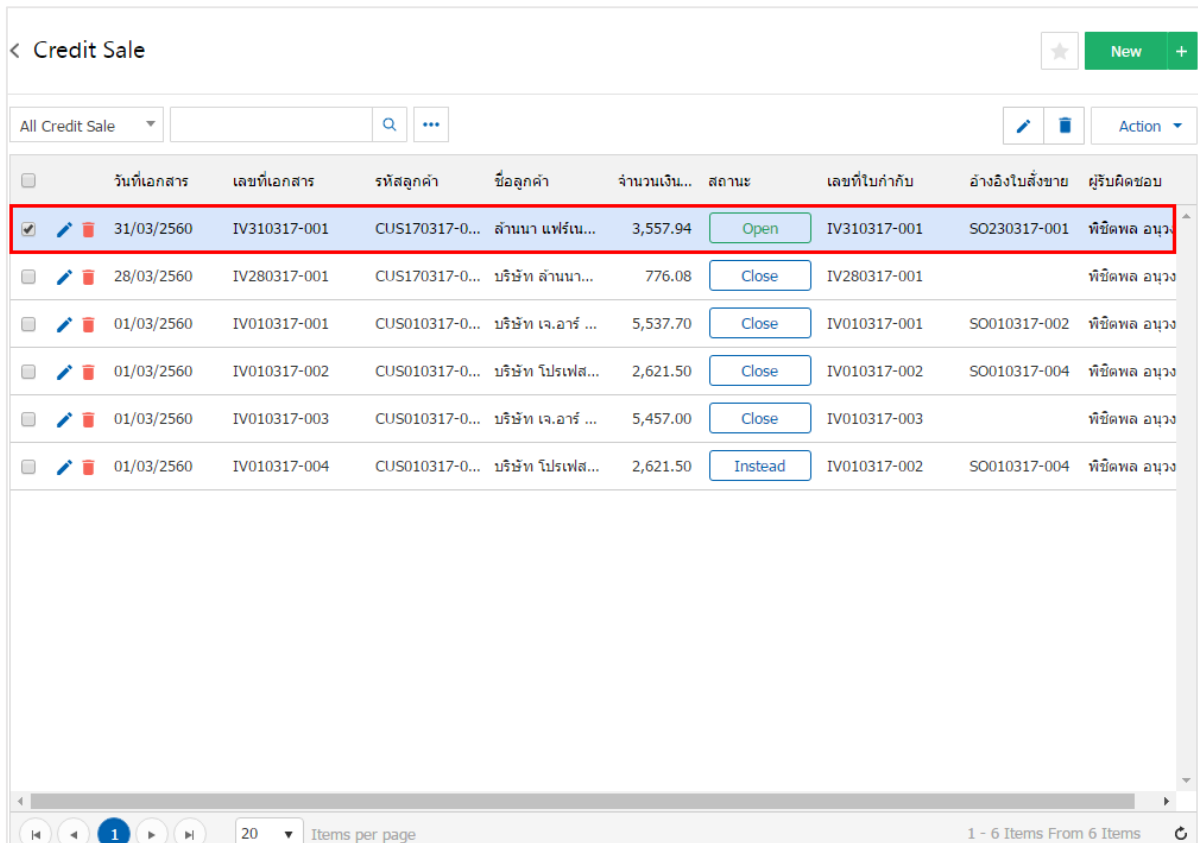 Credit Sale
New +
All Credit Sale
Action
วันที่เอกสาร เลขที่เอกสาร รหัสลูกค้า ชื่อลูกค้า จำนวนเงิน... สถานะ เลขที่ใบกำกับ อ้างอิงใบสั่งขาย ผู้รับผิดชอบ
31/03/2560 IV310317-001 CUS170317-0... ล้านนา แฟร์เน... 3,557.94 Open IV310317-001 SO230317-001 พิชิตพล อนุวง
28/03/2560 IV280317-001 CUS170317-0... บริษัท ล้านนา... 776.08 Close IV280317-001 พิชิตพล อนุวง
01/03/2560 IV010317-001 CUS010317-0... บริษัท เจ.อาร์ ... 5,537.70 Close IV010317-001 SO010317-002 พิชิตพล อนุวง
01/03/2560 IV010317-002 CUS010317-0... บริษัท โปรเฟส... 2,621.50 Close IV010317-002 SO010317-004 พิชิตพล อนุวง
01/03/2560 IV010317-003 CUS010317-0... บริษัท เจ.อาร์ ... 5,457.00 Close IV010317-003 พิชิตพล อนุวง
01/03/2560 IV010317-004 CUS010317-0... บริษัท โปรเฟส... 2,621.50 Instead IV010317-002 SO010317-004 พิชิตพล อนุวง
1 20 Items per page 1 - 6 Items From 6 Items